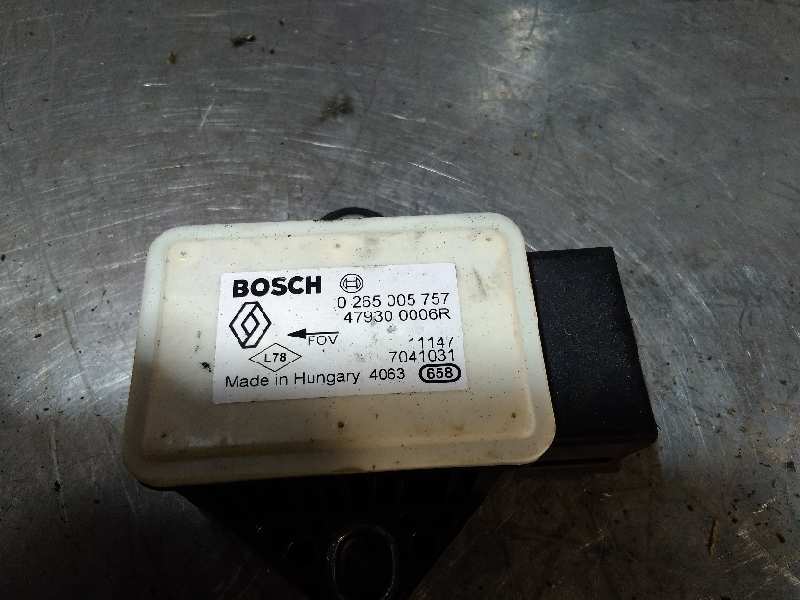 BOSCH
0 265 005 757
47930 0006R
FOV
11147
L78
7041031
Made in Hungary 4063 658